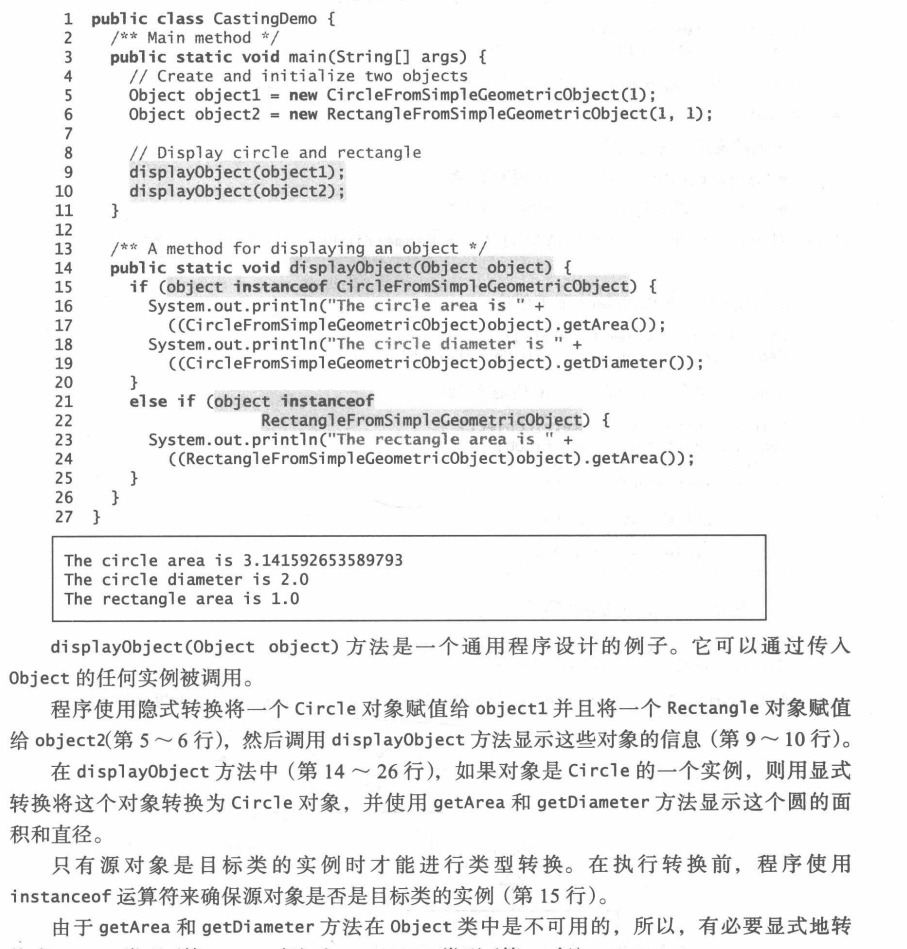 1 public class CastingDemo {
2 /** Main method */
3 public static void main(String[] args) {
4 // Create and initialize two objects
5 Object object1 = new CircleFromSimpleGeometricObject(1);
6 Object object2 = new RectangleFromSimpleGeometricObject(1, 1);
7
8 // Display circle and rectangle
9 displayObject(object1);
10 displayObject(object2);
11 }
12
13 /** A method for displaying an object */
14 public static void displayObject(Object object) {
15 if (object instanceof CircleFromSimpleGeometricObject) {
16 System.out.println("The circle area is " +
17 ((CircleFromSimpleGeometricObject)object).getArea());
18 System.out.println("The circle diameter is " +
19 ((CircleFromSimpleGeometricObject)object).getDiameter());
20 }
21 else if (object instanceof
22 RectangleFromSimpleGeometricObject) {
23 System.out.println("The rectangle area is " +
24 ((RectangleFromSimpleGeometricObject)object).getArea());
25 }
26 }
27 }
The circle area is 3.141592653589793
The circle diameter is 2.0
The rectangle area is 1.0
displayObject(Object object) 方法是一个通用程序设计的例子。它可以通过传入
Object 的任何实例被调用。
程序使用隐式转换将一个 Circle 对象赋值给 object1 并且将一个 Rectangle 对象赋值
给 object2(第 5～6 行)，然后调用 displayObject 方法显示这些对象的信息（第 9～10 行）。
在 displayObject 方法中（第 14～26 行），如果对象是 Circle 的一个实例，则用显式
转换将这个对象转换为 Circle 对象，并使用 getArea 和 getDiameter 方法显示这个圆的面
积和直径。
只有源对象是目标类的实例时才能进行类型转换。在执行转换前，程序使用
instanceof 运算符来确保源对象是否是目标类的实例（第 15 行）。
由于 getArea 和 getDiameter 方法在 Object 类中是不可用的，所以，有必要显式地转